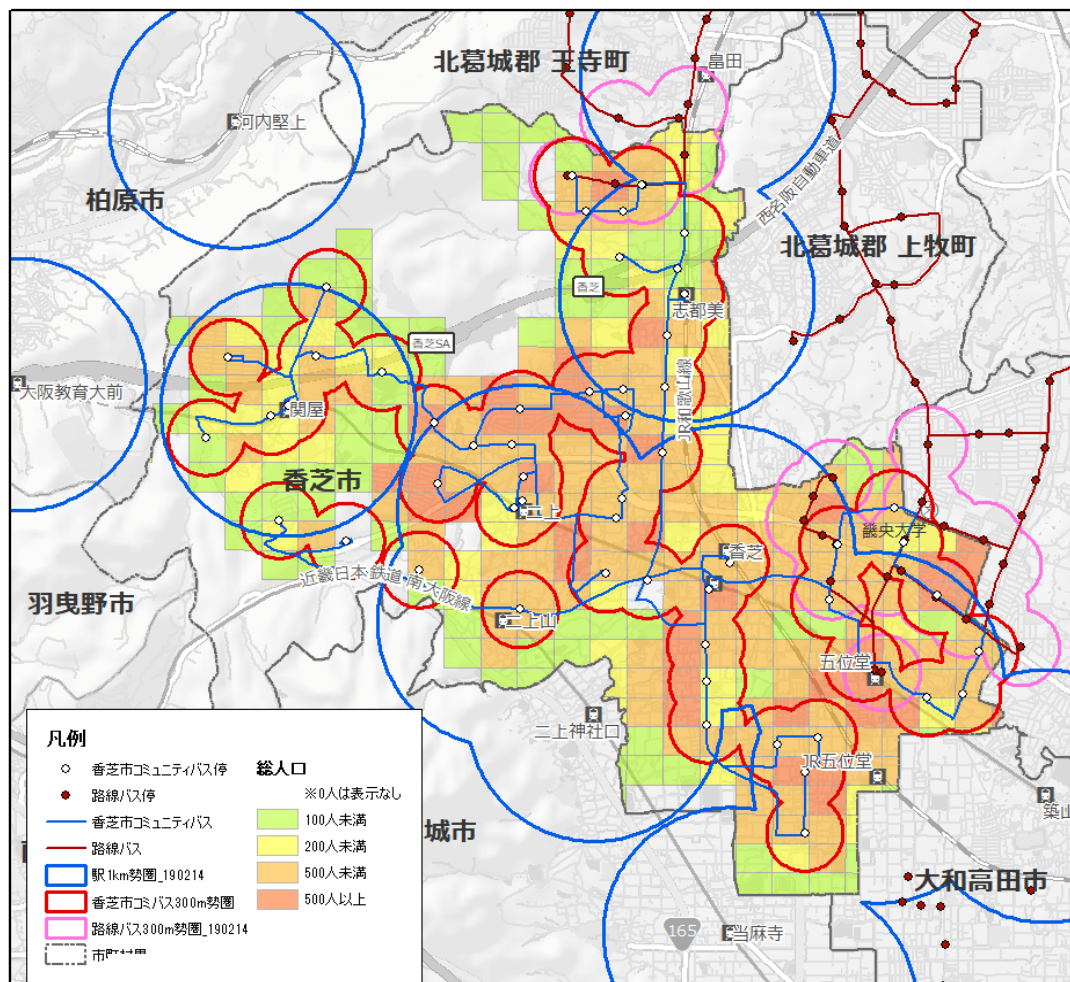 北葛城郡 王寺町
畠田
河内堅上
西名阪自動車道
柏原市
北葛城郡 上牧町
香芝
志都美
香芝SA
大阪教育大前
JR和歌山線
関屋
香芝市
二上
畿央大学
香芝
近畿日本鉄道 南大阪線
羽曳野市
二上山
五位堂
二上神社口
JR五位堂
築山
城市
大和高田市
165
当麻寺
凡例
香芝市コミュニティバス停
路線バス停
香芝市コミュニティバス
路線バス
駅1km勢圏_190214
香芝市コミバス300m勢圏
路線バス300m勢圏_190214
総人口
※0人は表示なし
100人未満
200人未満
500人未満
500人以上